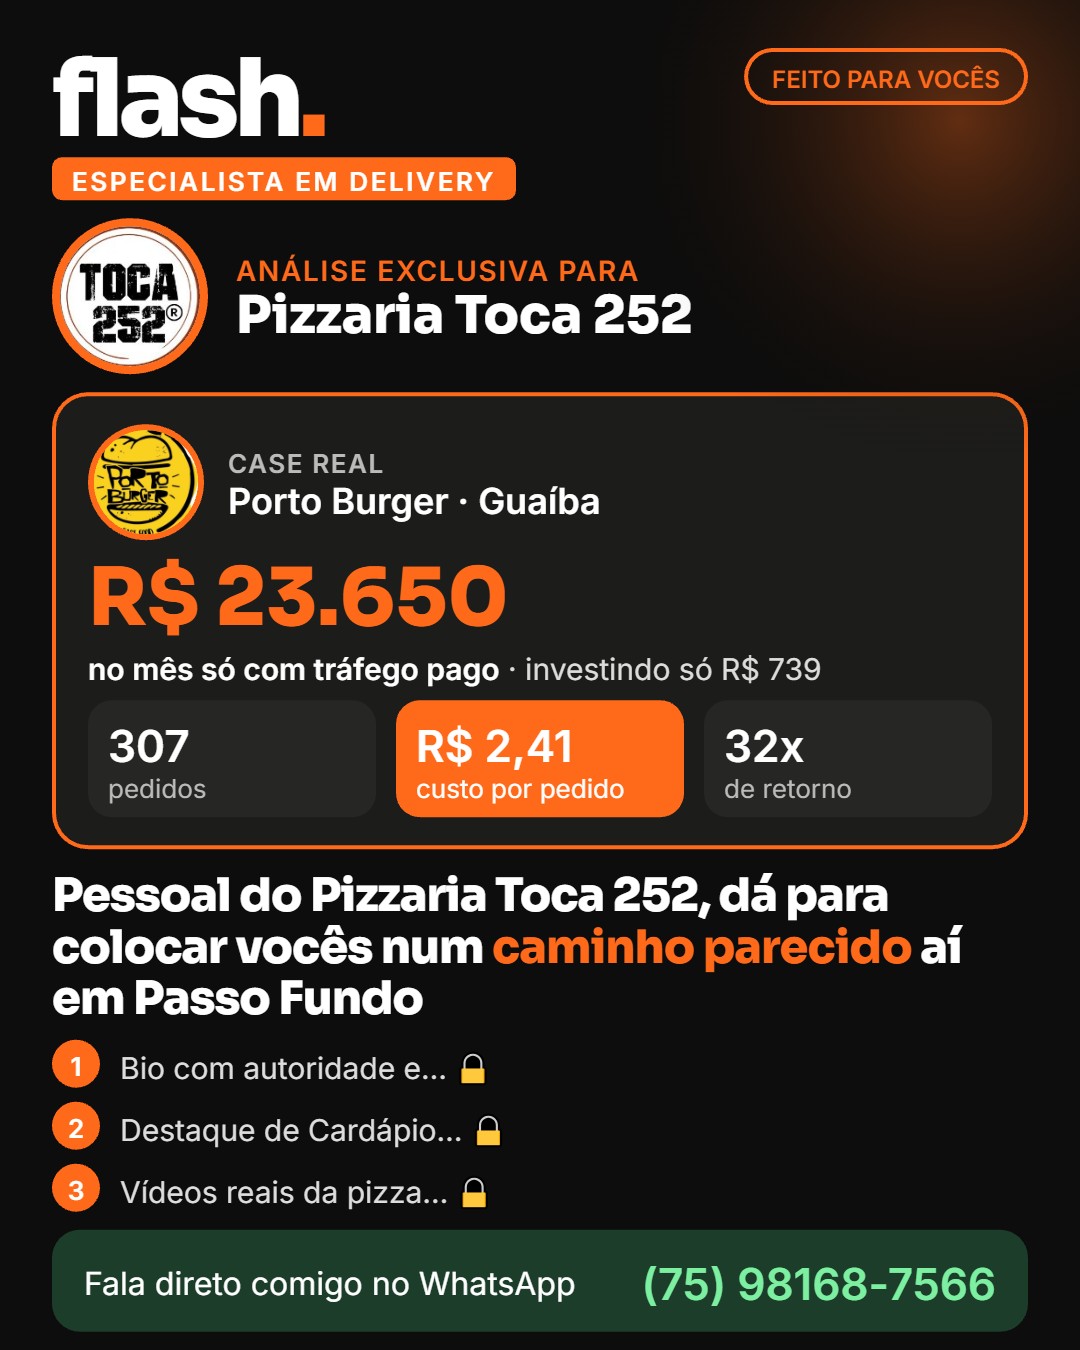 flash.
FEITO PARA VOCÊS
ESPECIALISTA EM DELIVERY
TOCA
252®
ANÁLISE EXCLUSIVA PARA
Pizzaria Toca 252
PORTO
BURGER
CASE REAL
Porto Burger · Guaíba
R$ 23.650
no mês só com tráfego pago · investindo só R$ 739
307
pedidos
R$ 2,41
custo por pedido
32x
de retorno
Pessoal do Pizzaria Toca 252, dá para
colocar vocês num caminho parecido aí
em Passo Fundo
1 Bio com autoridade e... 🔒
2 Destaque de Cardápio... 🔒
3 Vídeos reais da pizza... 🔒
Fala direto comigo no WhatsApp (75) 98168-7566